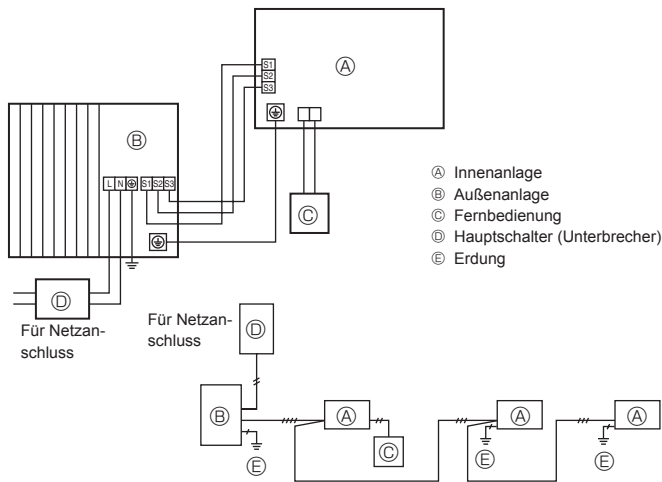 Ⓐ
S1
S2
S3
Ⓑ
L N S1 S2 S3
Ⓒ
Ⓓ
Für Netzan-
schluss
Ⓐ Innenanlage
Ⓑ Außenanlage
Ⓒ Fernbedienung
Ⓓ Hauptschalter (Unterbrecher)
Ⓔ Erdung
Für Netzan-
schluss
Ⓓ
Ⓑ
Ⓐ
Ⓐ
Ⓐ
Ⓒ
Ⓔ
Ⓔ
Ⓔ